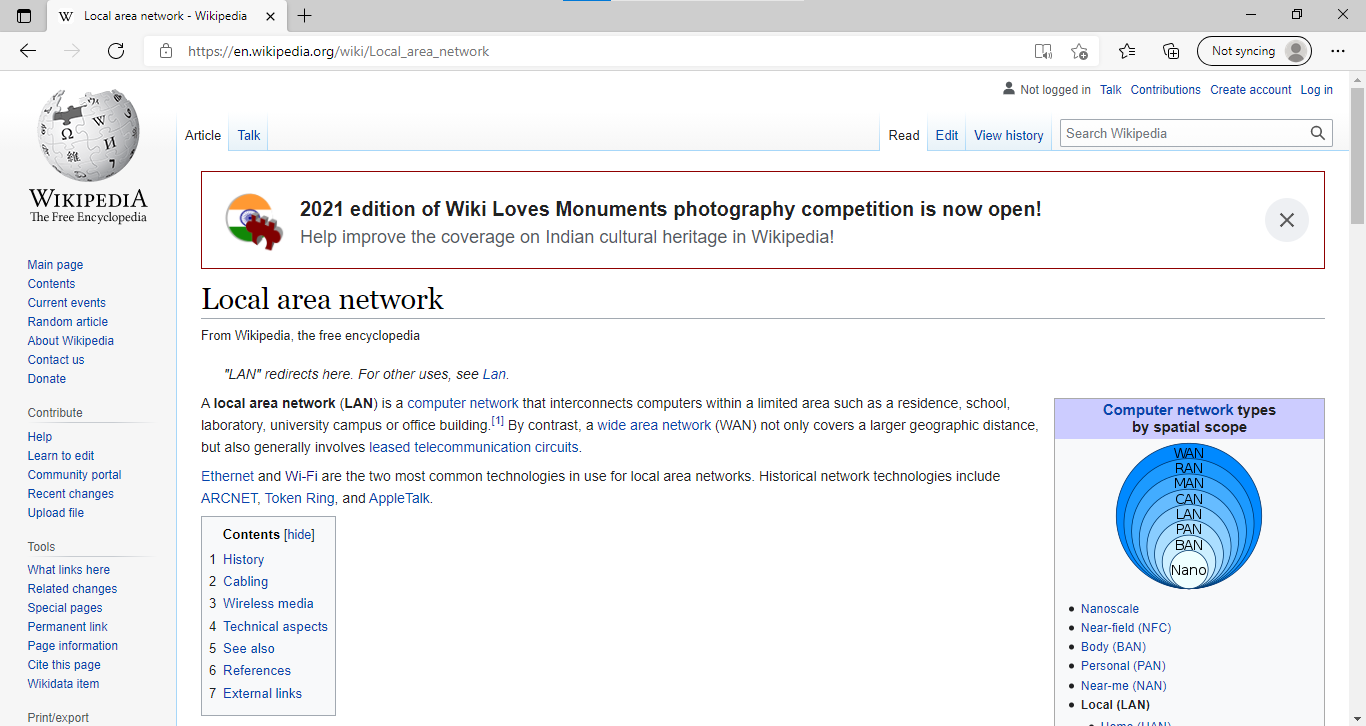 Local area network - Wikipedia
https://en.wikipedia.org/wiki/Local_area_network
Not syncing
Not logged in Talk Contributions Create account Log in
Article Talk Read Edit View history Search Wikipedia
WIKIPEDIA
The Free Encyclopedia
Main page
Contents
Current events
Random article
About Wikipedia
Contact us
Donate
Contribute
Help
Learn to edit
Community portal
Recent changes
Upload file
Tools
What links here
Related changes
Special pages
Permanent link
Page information
Cite this page
Wikidata item
Print/export
2021 edition of Wiki Loves Monuments photography competition is now open!
Help improve the coverage on Indian cultural heritage in Wikipedia!
Local area network
From Wikipedia, the free encyclopedia
"LAN" redirects here. For other uses, see Lan.
A local area network (LAN) is a computer network that interconnects computers within a limited area such as a residence, school,
laboratory, university campus or office building.[1] By contrast, a wide area network (WAN) not only covers a larger geographic distance,
but also generally involves leased telecommunication circuits.
Ethernet and Wi-Fi are the two most common technologies in use for local area networks. Historical network technologies include
ARCNET, Token Ring, and AppleTalk.
Contents [hide]
1 History
2 Cabling
3 Wireless media
4 Technical aspects
5 See also
6 References
7 External links
Computer network types
by spatial scope
WAN
RAN
MAN
CAN
LAN
PAN
BAN
Nano
Nanoscale
Near-field (NFC)
Body (BAN)
Personal (PAN)
Near-me (NAN)
Local (LAN)